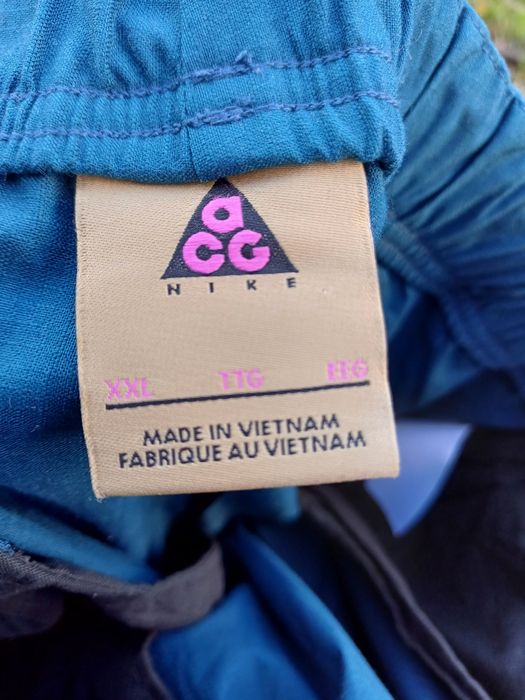 aCG
NIKE
XXL TTG EEG
MADE IN VIETNAM
FABRIQUE AU VIETNAM